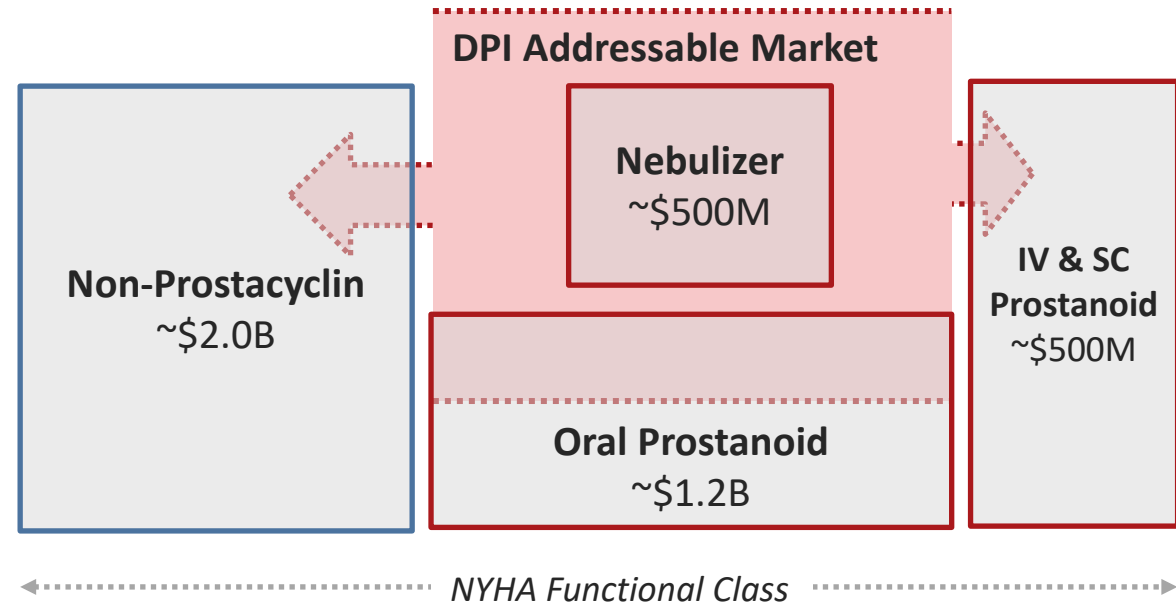 DPI Addressable Market
Nebulizer
~$500M
Non-Prostacyclin
~$2.0B
IV & SC
Prostanoid
~$500M
Oral Prostanoid
~$1.2B
NYHA Functional Class